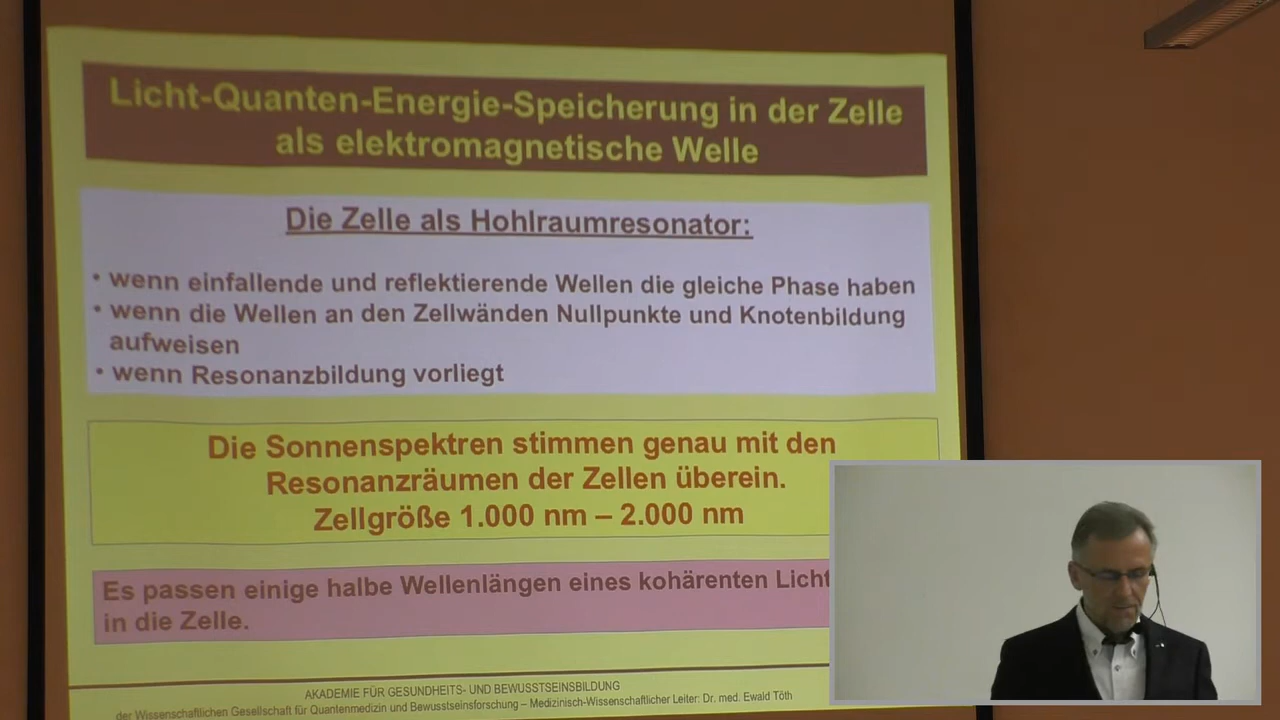 Licht-Quanten-Energie-Speicherung in der Zelle
als elektromagnetische Welle
Die Zelle als Hohlraumresonator:
• wenn einfallende und reflektierende Wellen die gleiche Phase haben
• wenn die Wellen an den Zellwänden Nullpunkte und Knotenbildung
aufweisen
• wenn Resonanzbildung vorliegt
Die Sonnenspektren stimmen genau mit den
Resonanzräumen der Zellen überein.
Zellgröße 1.000 nm – 2.000 nm
Es passen einige halbe Wellenlängen eines kohärenten Licht
in die Zelle.
AKADEMIE FÜR GESUNDHEITS- UND BEWUSSTSEINSBILDUNG
der Wissenschaftlichen Gesellschaft für Quantenmedizin und Bewusstseinsforschung – Medizinisch-Wissenschaftlicher Leiter: Dr. med. Ewald Töth